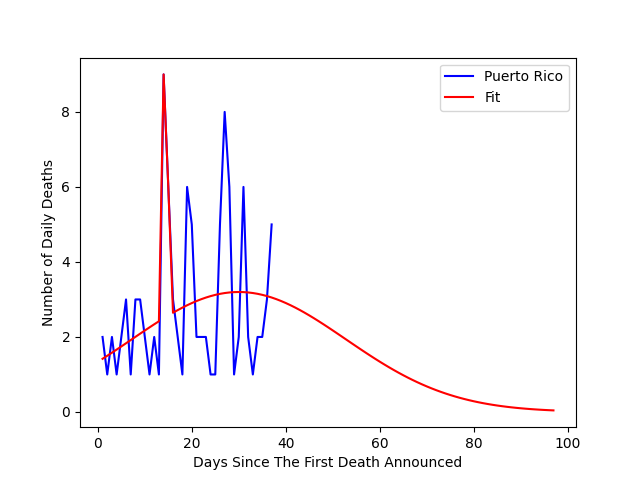 Puerto Rico
Fit
Number of Daily Deaths
8
6
4
2
0
0 20 40 60 80 100
Days Since The First Death Announced